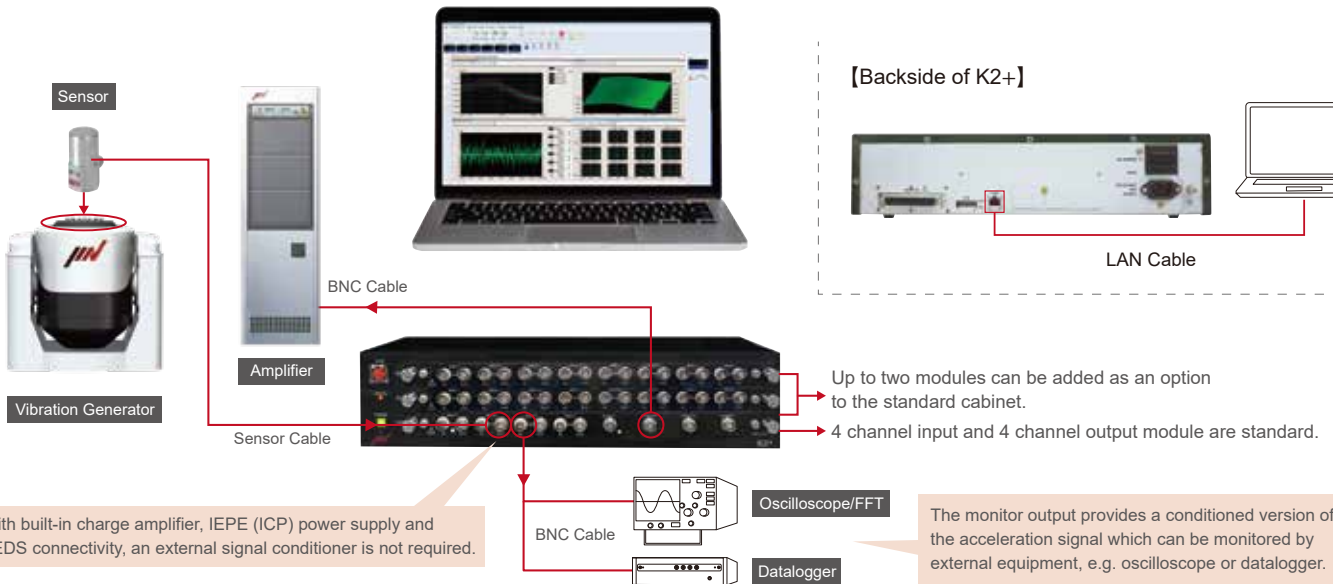 Sensor
【Backside of K2+】
LAN Cable
BNC Cable
Amplifier
Vibration Generator
Sensor Cable
Up to two modules can be added as an option
to the standard cabinet.
4 channel input and 4 channel output module are standard.
Oscilloscope/FFT
BNC Cable
Datalogger
built-in charge amplifier, IEPE (ICP) power supply and
connectivity, an external signal conditioner is not required.
The monitor output provides a conditioned version of
the acceleration signal which can be monitored by
external equipment, e.g. oscilloscope or datalogger.